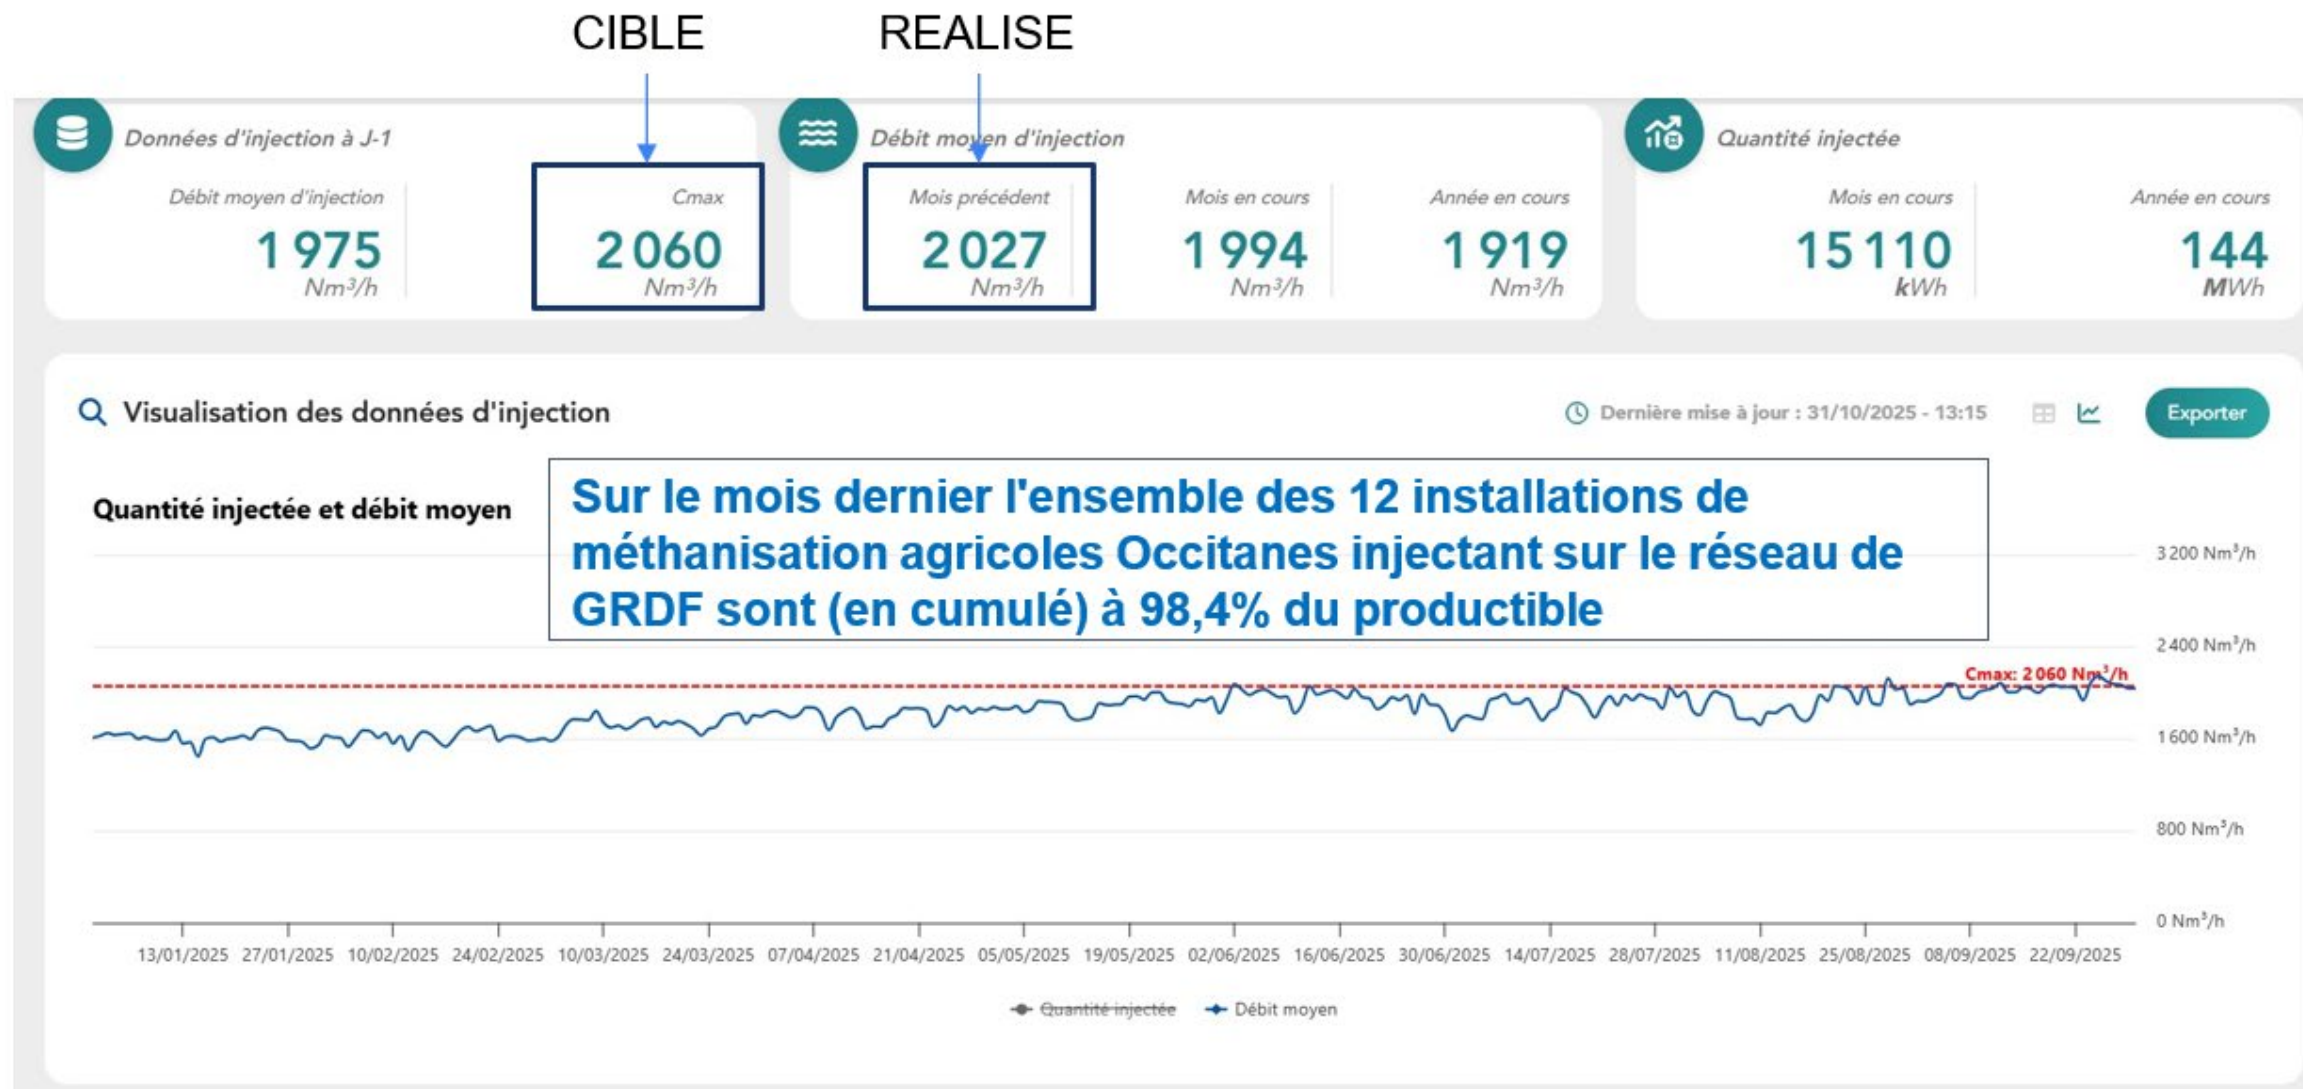 CIBLE REALISE
Données d'injection à J-1
Débit moyen d'injection
1 975
Nm³/h
Cmax
2 060
Nm³/h
Débit moyen d'injection
Mois précédent
2 027
Nm³/h
Mois en cours
1 994
Nm³/h
Année en cours
1 919
Nm³/h
Quantité injectée
Mois en cours
15 110
kWh
Année en cours
144
MWh
Visualisation des données d'injection
Dernière mise à jour : 31/10/2025 - 13:15
Exporter
Quantité injectée et débit moyen
Sur le mois dernier l'ensemble des 12 installations de
méthanisation agricoles Occitanes injectant sur le réseau de
GRDF sont (en cumulé) à 98,4% du productible
3 200 Nm³/h
2 400 Nm³/h
Cmax: 2 060 Nm³/h
1 600 Nm³/h
800 Nm³/h
0 Nm³/h
13/01/2025 27/01/2025 10/02/2025 24/02/2025 10/03/2025 24/03/2025 07/04/2025 21/04/2025 05/05/2025 19/05/2025 02/06/2025 16/06/2025 30/06/2025 14/07/2025 28/07/2025 11/08/2025 25/08/2025 08/09/2025 22/09/2025
Quantité injectée Débit moyen